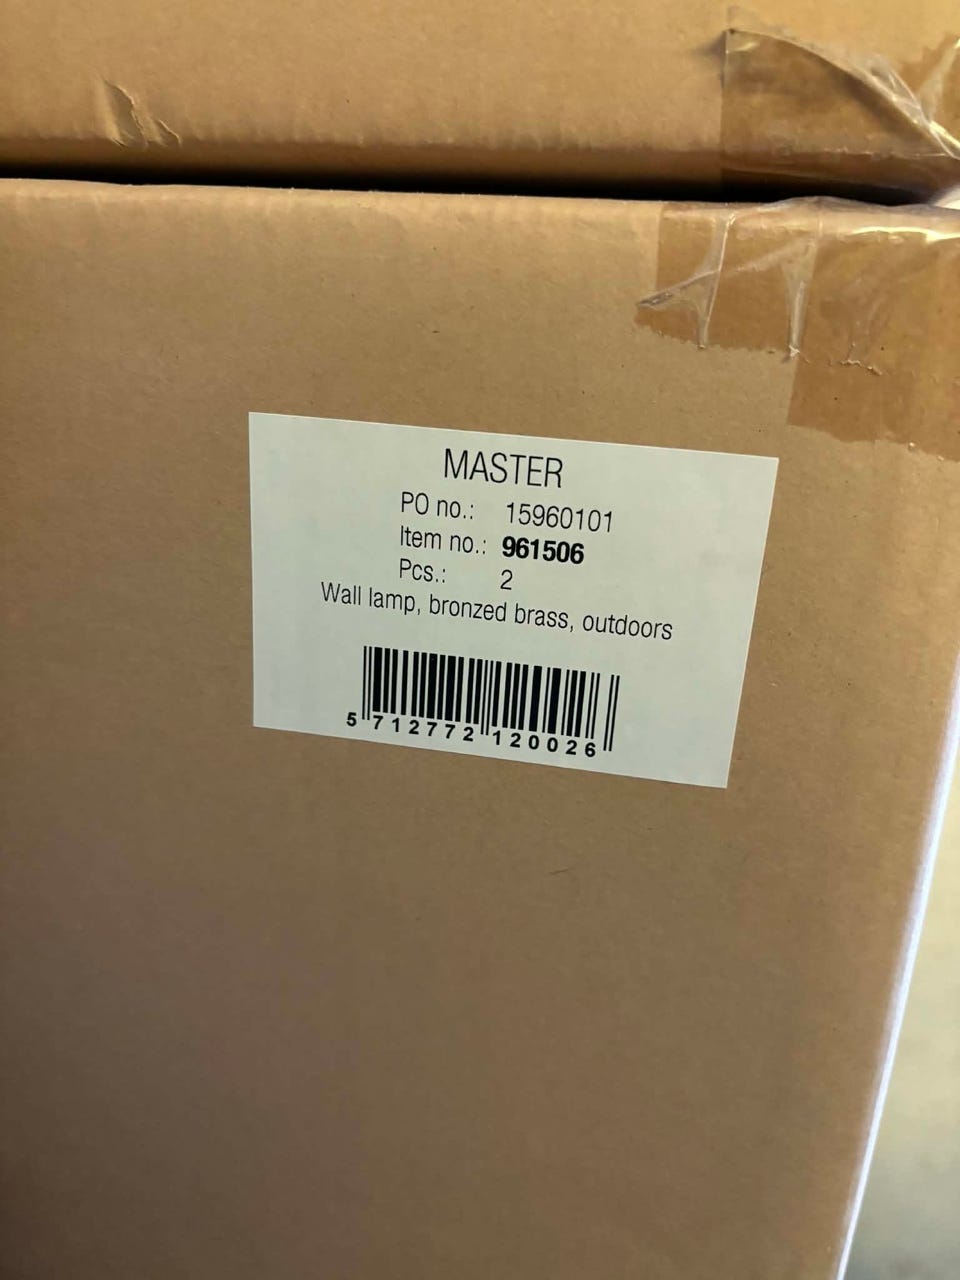 MASTER
PO no.: 15960101
Item no.: 961506
Pcs.: 2
Wall lamp, bronzed brass, outdoors
5 712772 120026